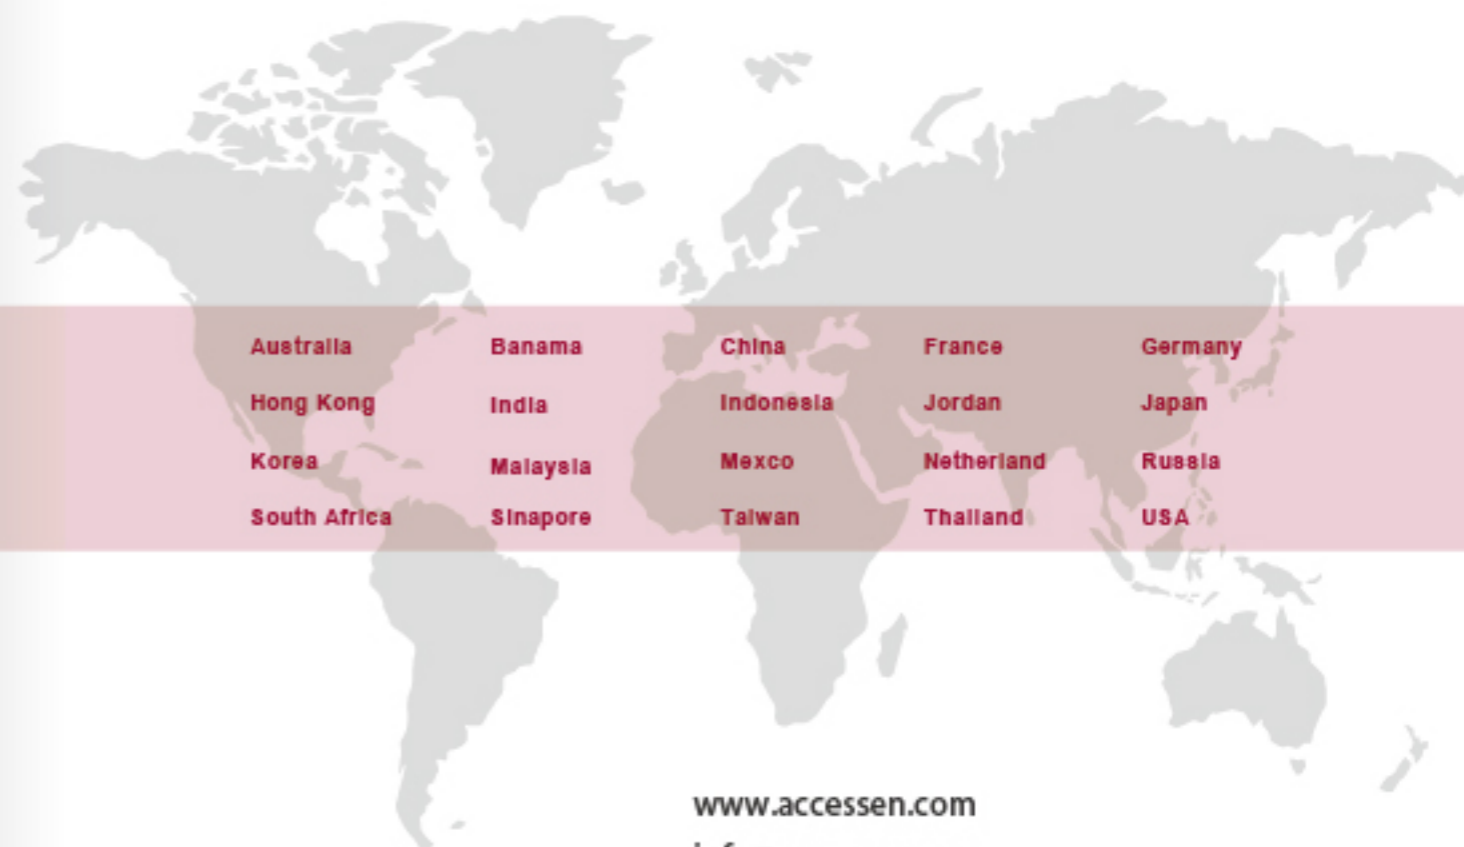 Australia Banama China France Germany
Hong Kong India Indonesia Jordan Japan
Korea Malaysia Mexco Netherland Russia
South Africa Sinapore Taiwan Thailand USA
www.accessen.com